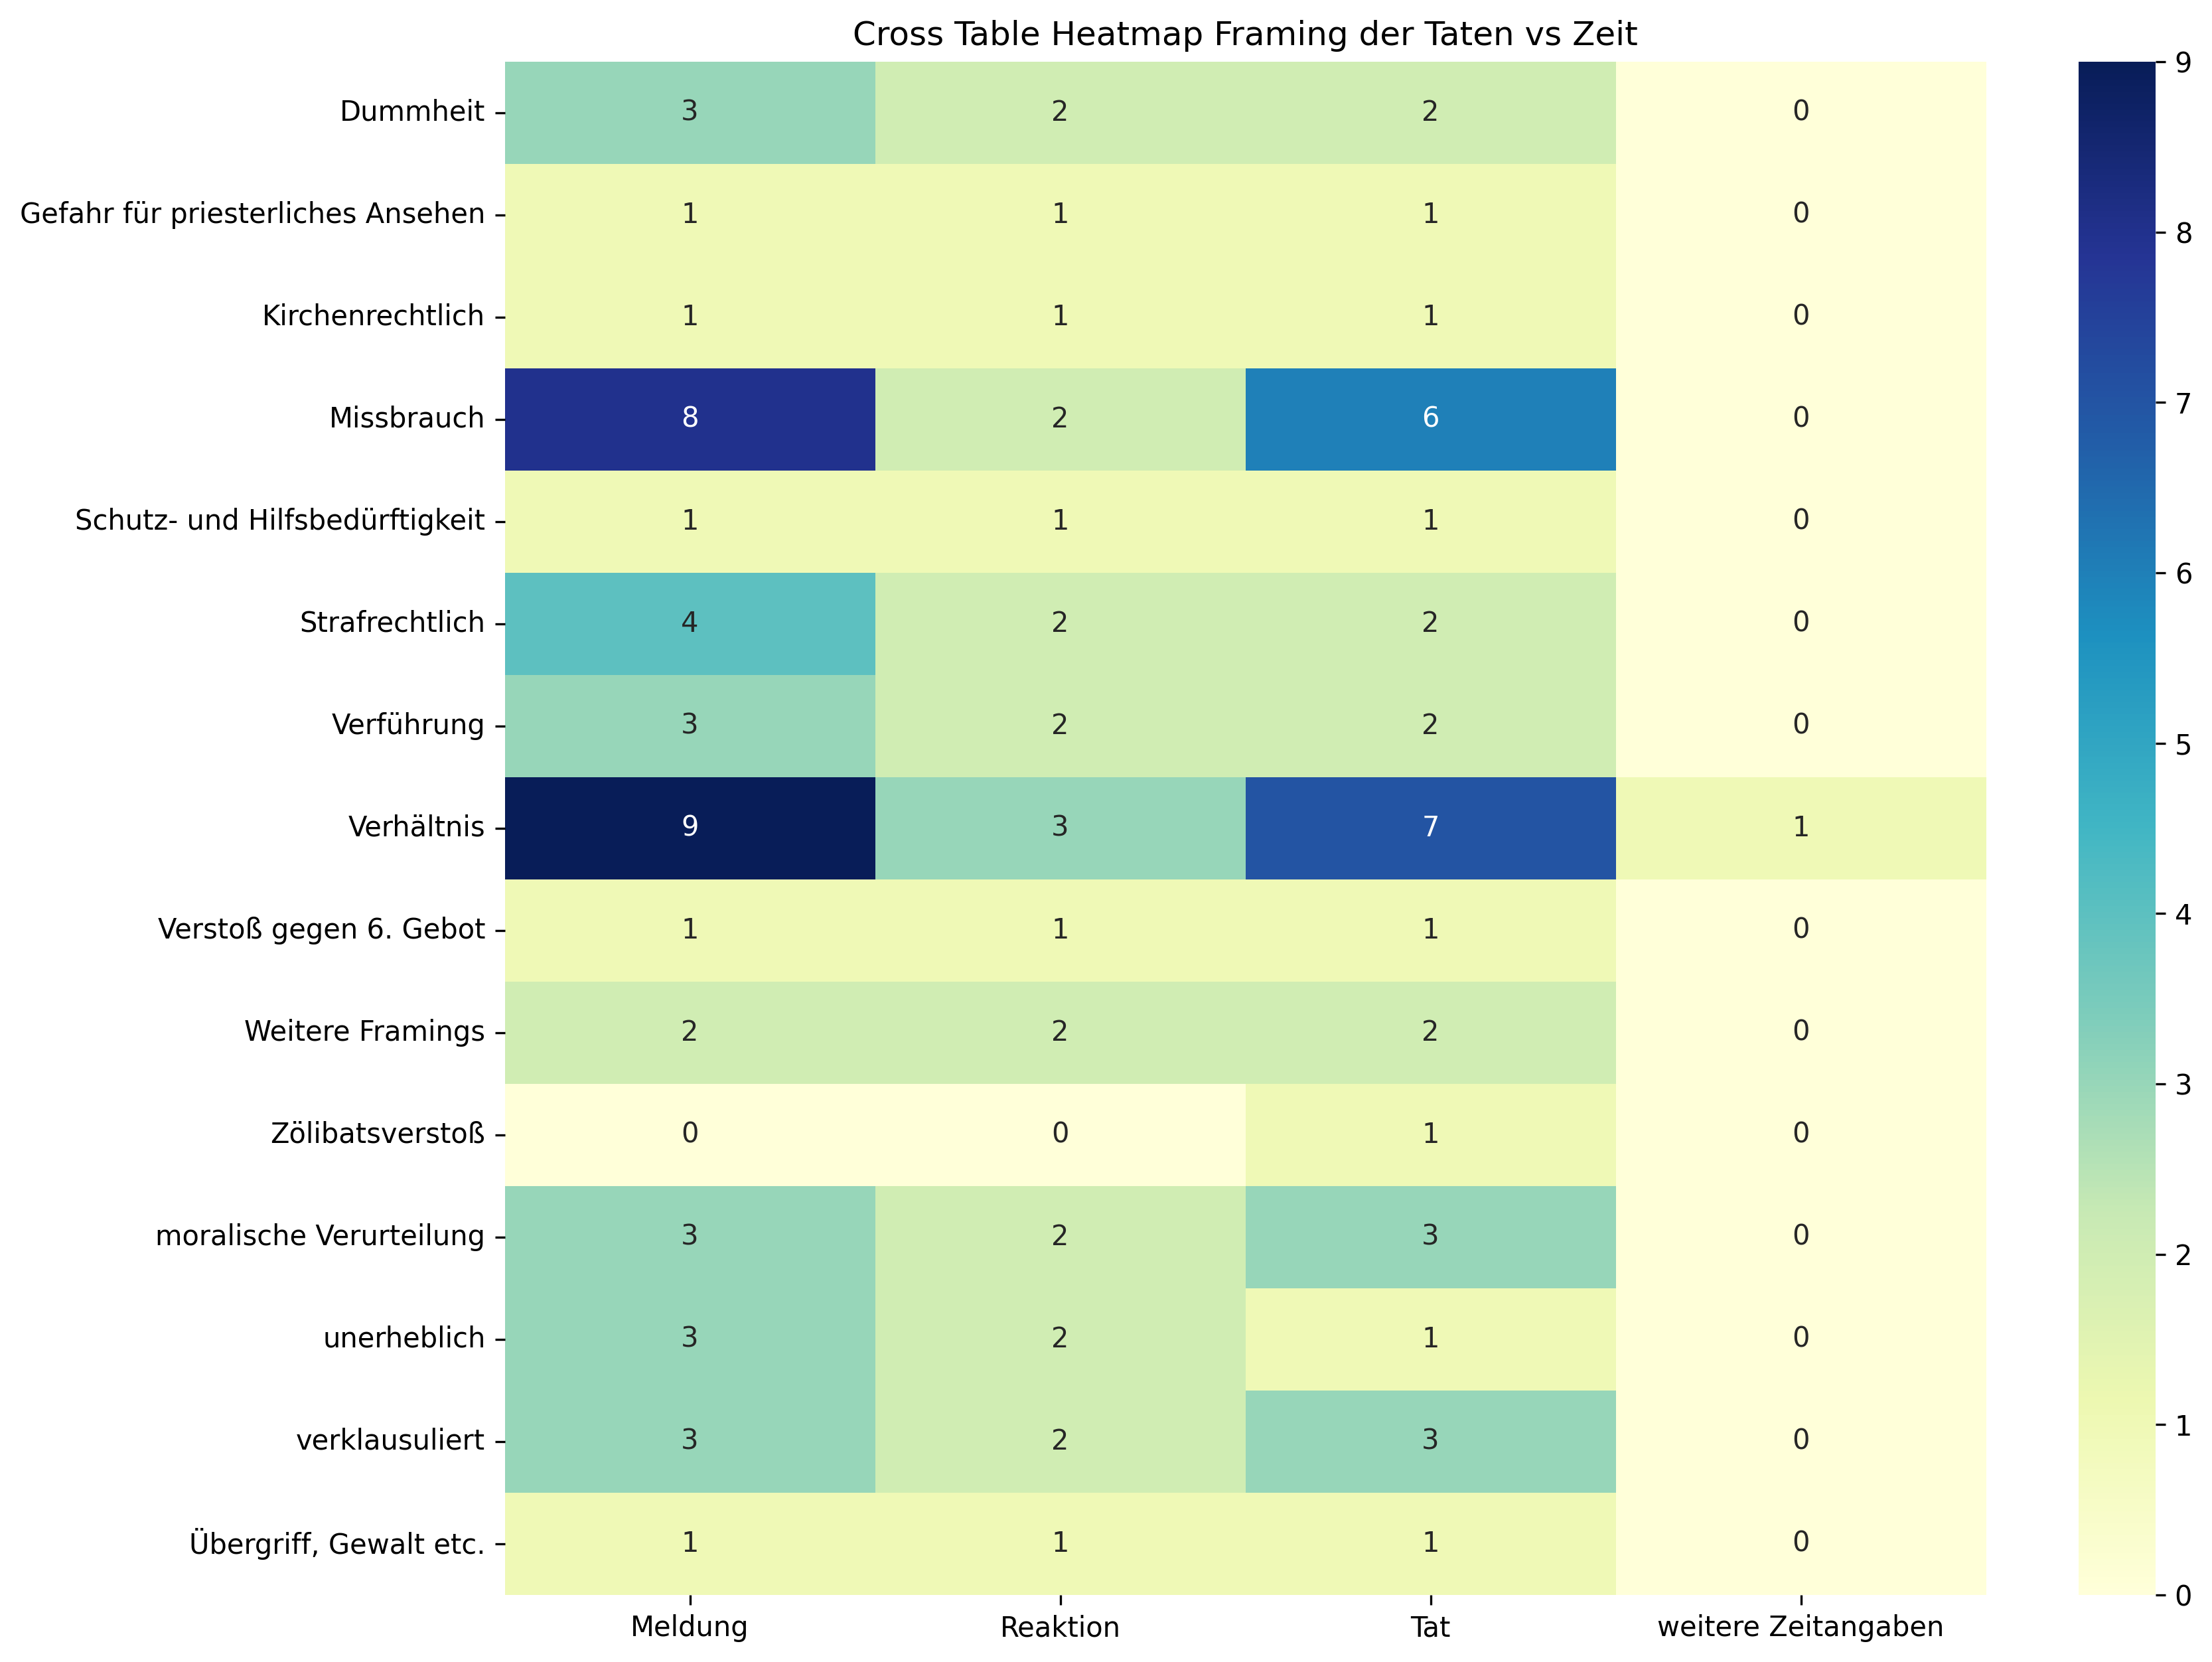 Cross Table Heatmap Framing der Taten vs Zeit
Dummheit 3 2 2 0
Gefahr für priesterliches Ansehen 1 1 1 0
Kirchenrechtlich 1 1 1 0
Missbrauch 8 2 6 0
Schutz- und Hilfsbedürftigkeit 1 1 1 0
Strafrechtlich 4 2 2 0
Verführung 3 2 2 0
Verhältnis 9 3 7 1
Verstoß gegen 6. Gebot 1 1 1 0
Weitere Framings 2 2 2 0
Zölibatsverstoß 0 0 1 0
moralische Verurteilung 3 2 3 0
unerheblich 3 2 1 0
verklausuliert 3 2 3 0
Übergriff, Gewalt etc. 1 1 1 0
Meldung Reaktion Tat weitere Zeitangaben
9
8
7
6
5
4
3
2
1
0